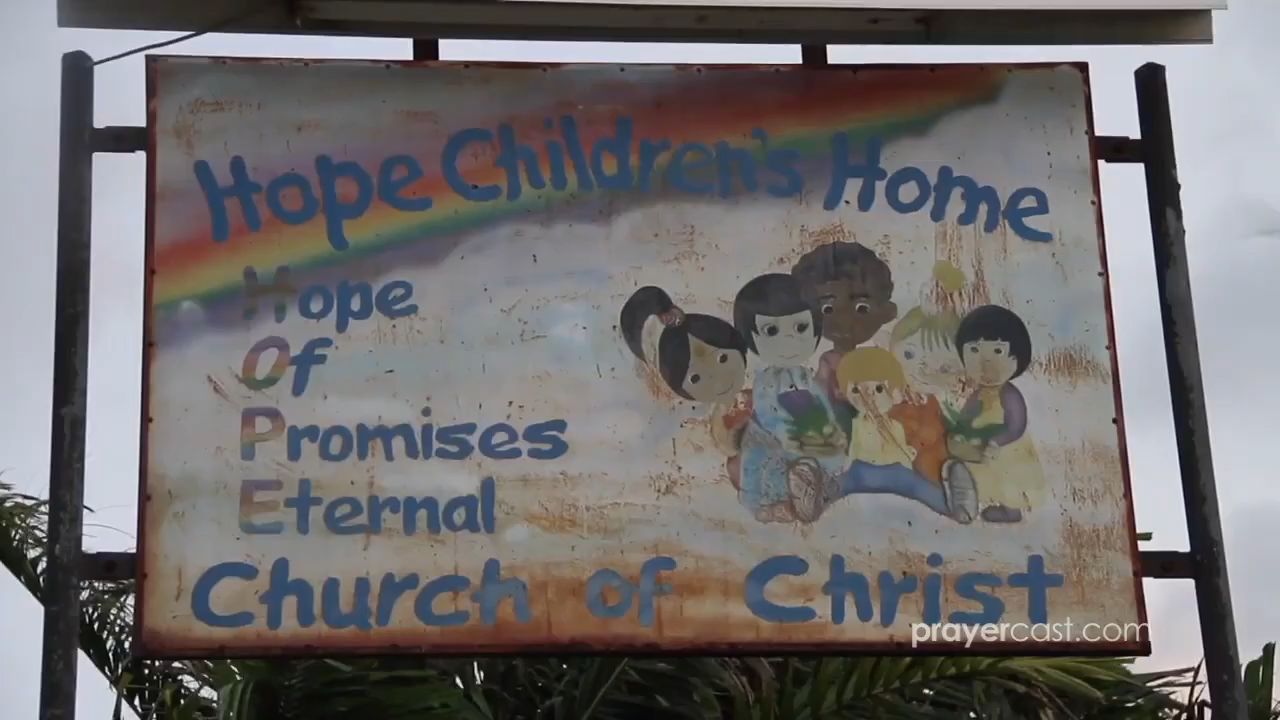 Hope Children's Home
Hope
Of
Promises
Eternal
Church of Christ
prayercast.com